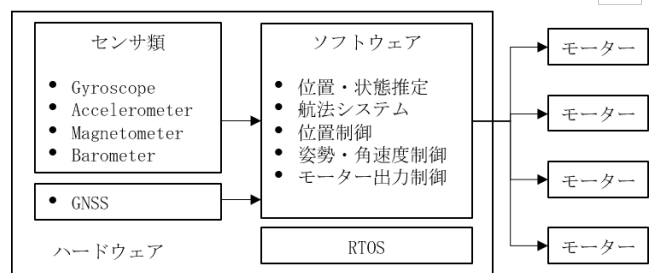 センサ類
• Gyroscope
• Accelerometer
• Magnetometer
• Barometer
• GNSS
ハードウェア
ソフトウェア
• 位置・状態推定
• 航法システム
• 位置制御
• 姿勢・角速度制御
• モーター出力制御
RTOS
モーター
モーター
モーター
モーター